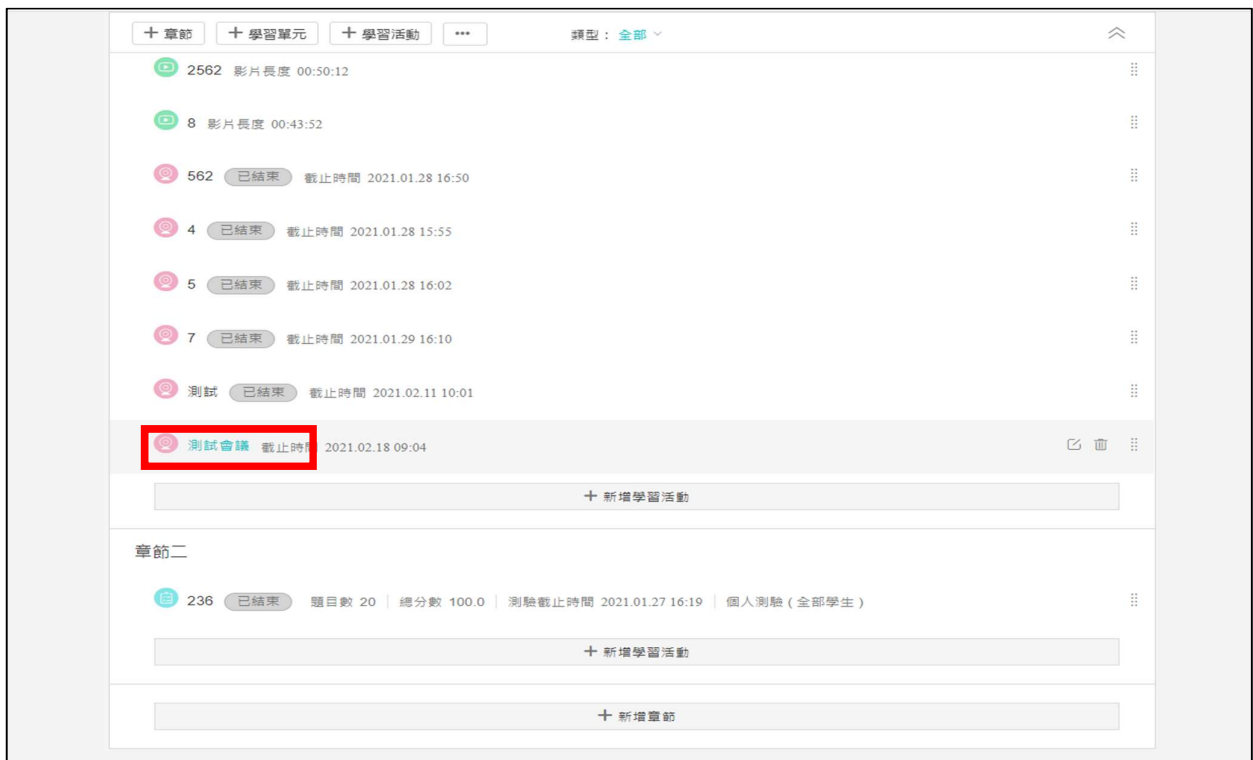 + 章節 + 學習單元 + 學習活動 ••• 類型： 全部
2562 影片長度 00:50:12
8 影片長度 00:43:52
562 已結束 截止時間 2021.01.28 16:50
4 已結束 截止時間 2021.01.28 15:55
5 已結束 截止時間 2021.01.28 16:02
7 已結束 截止時間 2021.01.29 16:10
測試 已結束 截止時間 2021.02.11 10:01
測試會議 截止時間 2021.02.18 09:04
+ 新增學習活動
章節二
236 已結束 題目數 20 | 總分數 100.0 | 測驗截止時間 2021.01.27 16:19 | 個人測驗 ( 全部學生 )
+ 新增學習活動
+ 新增章節